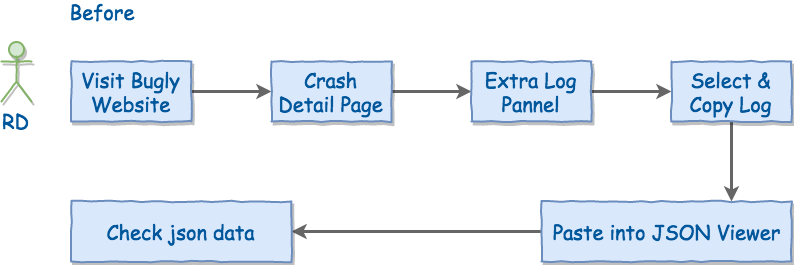 Before
Visit Bugly
Website
Crash
Detail Page
Extra Log
Pannel
Select &
Copy Log
RD
Check json data
Paste into JSON Viewer